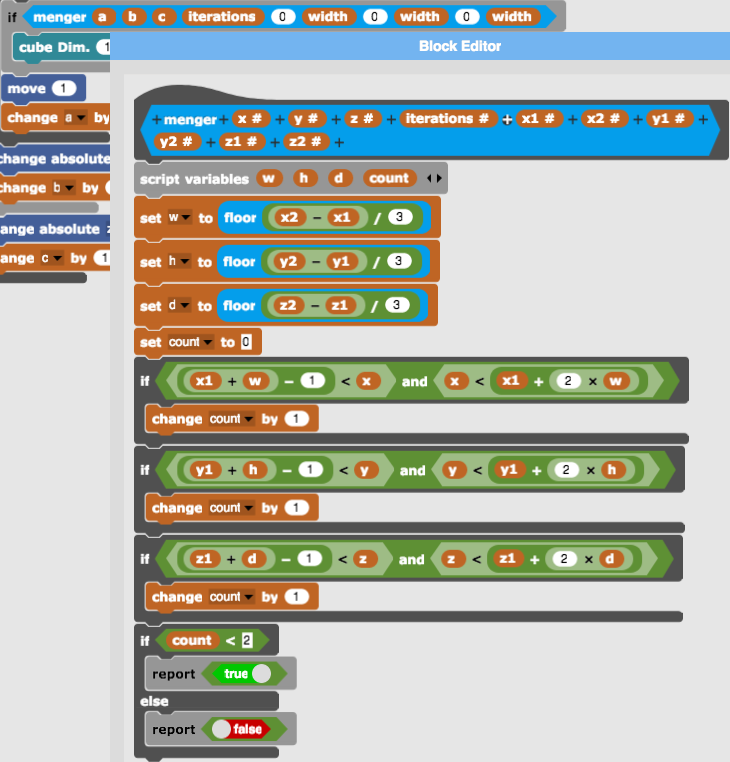 if menger a b c iterations 0 width 0 width 0 width
cube Dim. 1
Block Editor
move 1
change a by
change absolute
change b by
ange absolute z
ange c by 1
+ menger + x # + y # + z # + iterations # + x1 # + x2 # + y1 # +
y2 # + z1 # + z2 # +
script variables w h d count
set w to floor x2 − x1 / 3
set h to floor y2 − y1 / 3
set d to floor z2 − z1 / 3
set count to 0
if x1 + w − 1 < x and x < x1 + 2 × w
change count by 1
if y1 + h − 1 < y and y < y1 + 2 × h
change count by 1
if z1 + d − 1 < z and z < z1 + 2 × d
change count by 1
if count < 2
report true
else
report false